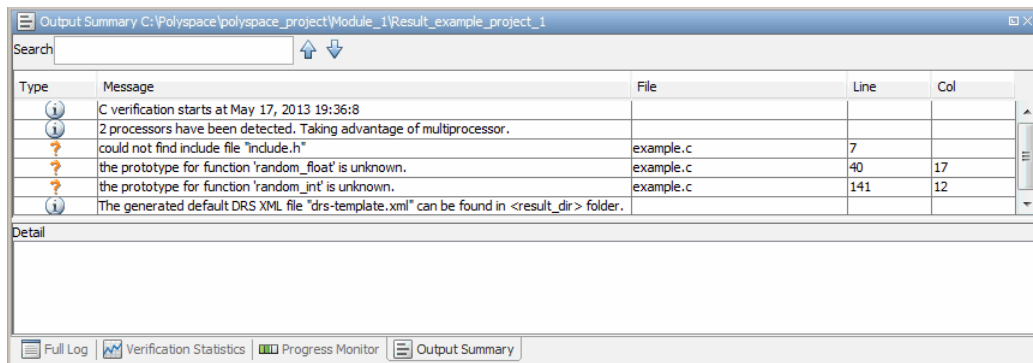 Output Summary C:\Polyspace\polyspace_project\Module_1\Result_example_project_1
Search
Type Message File Line Col
C verification starts at May 17, 2013 19:36:8
2 processors have been detected. Taking advantage of multiprocessor.
could not find include file "include.h" example.c 7
the prototype for function 'random_float' is unknown. example.c 40 17
the prototype for function 'random_int' is unknown. example.c 141 12
The generated default DRS XML file "drs-template.xml" can be found in <result_dir> folder.
Detail
Full Log Verification Statistics Progress Monitor Output Summary